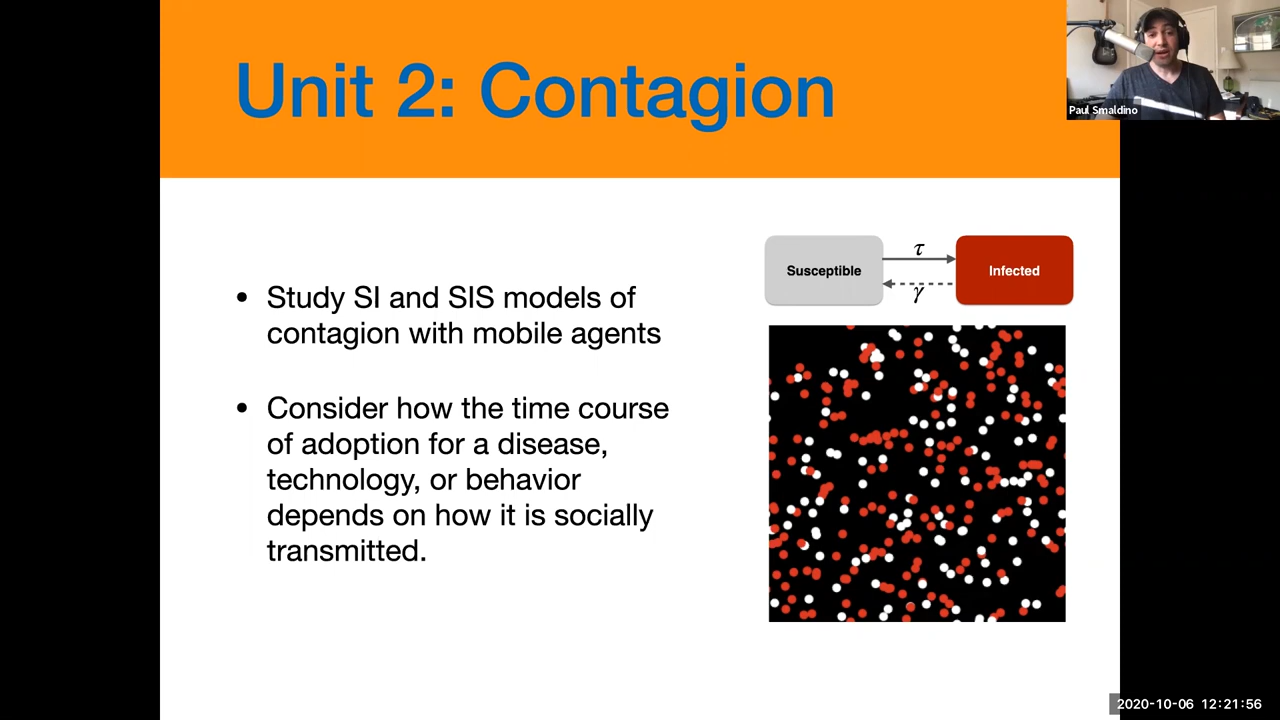 Unit 2: Contagion
Paul Smaldino
• Study SI and SIS models of
contagion with mobile agents
• Consider how the time course
of adoption for a disease,
technology, or behavior
depends on how it is socially
transmitted.
Susceptible
τ
γ
Infected
2020-10-06 12:21:56